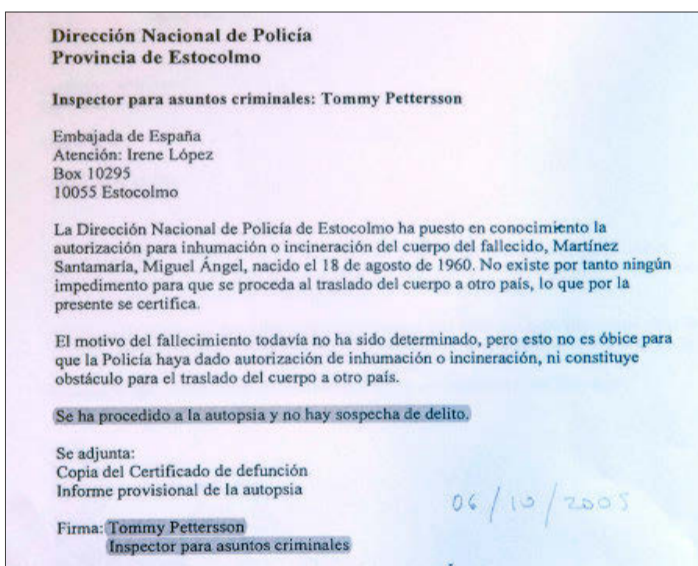 Dirección Nacional de Policía
Provincia de Estocolmo
Inspector para asuntos criminales: Tommy Pettersson
Embajada de España
Atención: Irene López
Box 10295
10055 Estocolmo
La Dirección Nacional de Policía de Estocolmo ha puesto en conocimiento la
autorización para inhumación o incineración del cuerpo del fallecido, Martínez
Santamaría, Miguel Ángel, nacido el 18 de agosto de 1960. No existe por tanto ningún
impedimento para que se proceda al traslado del cuerpo a otro país, lo que por la
presente se certifica.
El motivo del fallecimiento todavía no ha sido determinado, pero esto no es óbice para
que la Policía haya dado autorización de inhumación o incineración, ni constituye
obstáculo para el traslado del cuerpo a otro país.
Se ha procedido a la autopsia y no hay sospecha de delito.
Se adjunta:
Copia del Certificado de defunción
Informe provisional de la autopsia
06/10/2005
Firma: Tommy Pettersson
Inspector para asuntos criminales